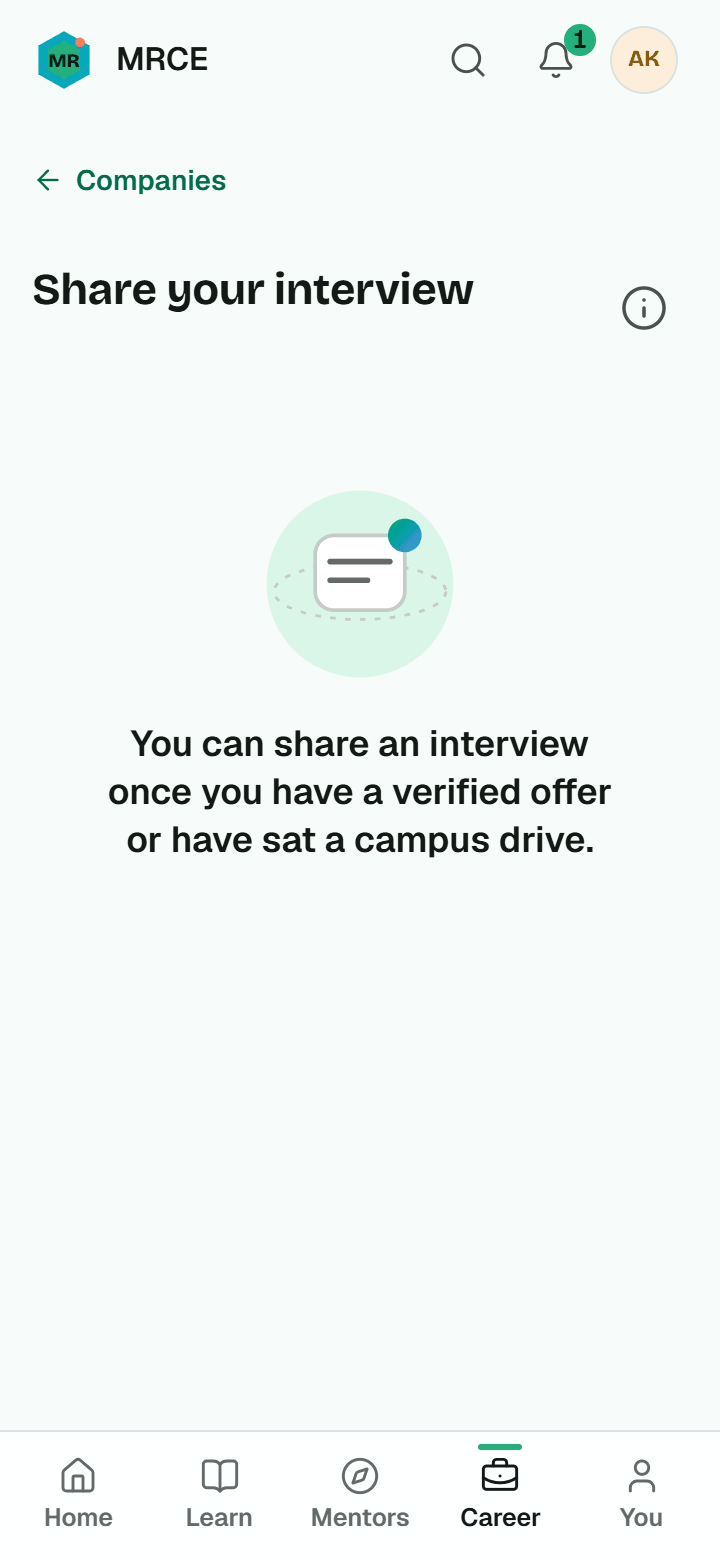 MR
MRCE
1
AK
Companies
Share your interview
You can share an interview
once you have a verified offer
or have sat a campus drive.
Home
Learn
Mentors
Career
You